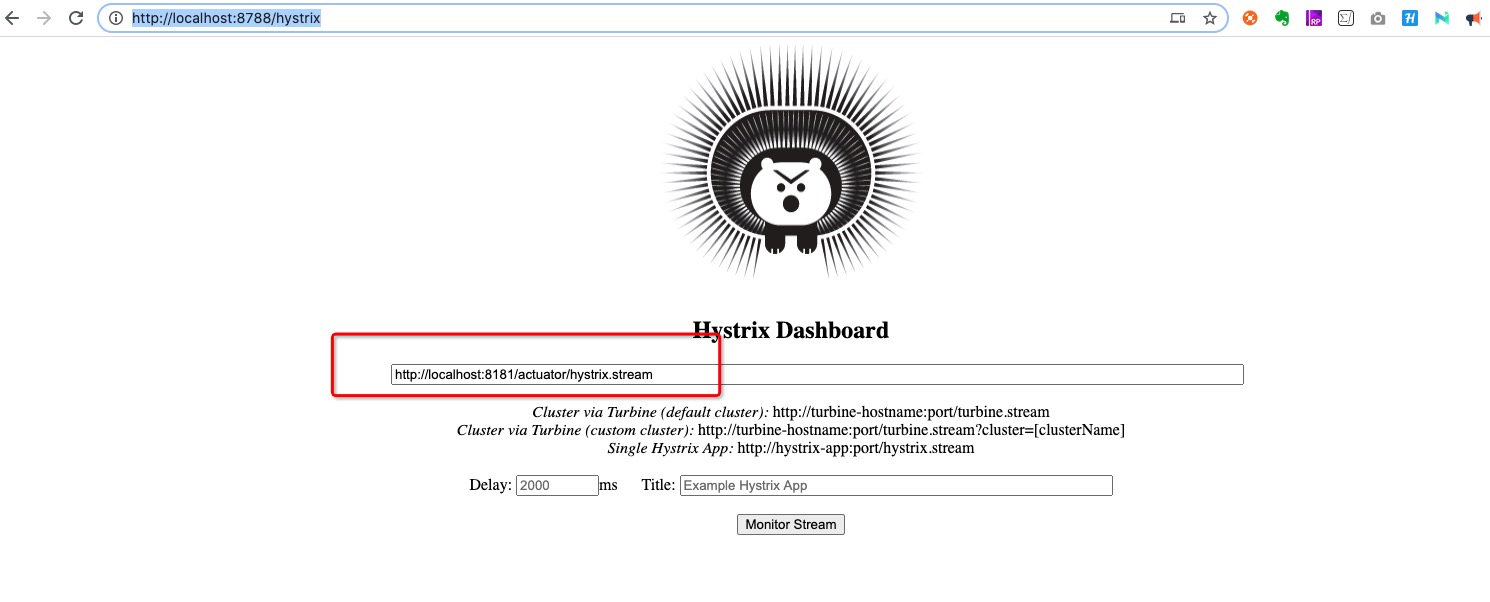 http://localhost:8788/hystrix
Hystrix Dashboard
http://localhost:8181/actuator/hystrix.stream
Cluster via Turbine (default cluster): http://turbine-hostname:port/turbine.stream
Cluster via Turbine (custom cluster): http://turbine-hostname:port/turbine.stream?cluster=[clusterName]
Single Hystrix App: http://hystrix-app:port/hystrix.stream
Delay: 2000 ms Title: Example Hystrix App
Monitor Stream